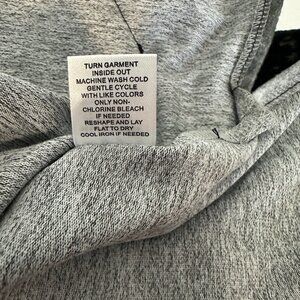 TURN GARMENT
INSIDE OUT
MACHINE WASH COLD
GENTLE CYCLE
WITH LIKE COLORS
ONLY NON-
CHLORINE BLEACH
IF NEEDED
RESHAPE AND LAY
FLAT TO DRY
COOL IRON IF NEEDED